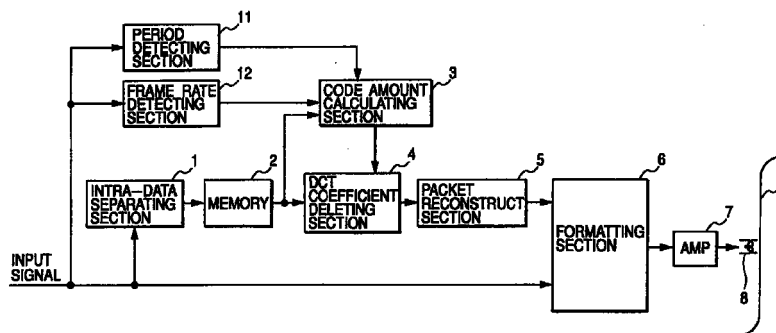 11
PERIOD
DETECTING
SECTION
12
FRAME RATE
DETECTING
SECTION
3
CODE AMOUNT
CALCULATING
SECTION
1
INTRA-DATA
SEPARATING
SECTION
2
MEMORY
4
DCT
COEFFICIENT
DELETING
SECTION
5
PACKET
RECONSTRUCT
SECTION
6
FORMATTING
SECTION
7
AMP
8
INPUT
SIGNAL